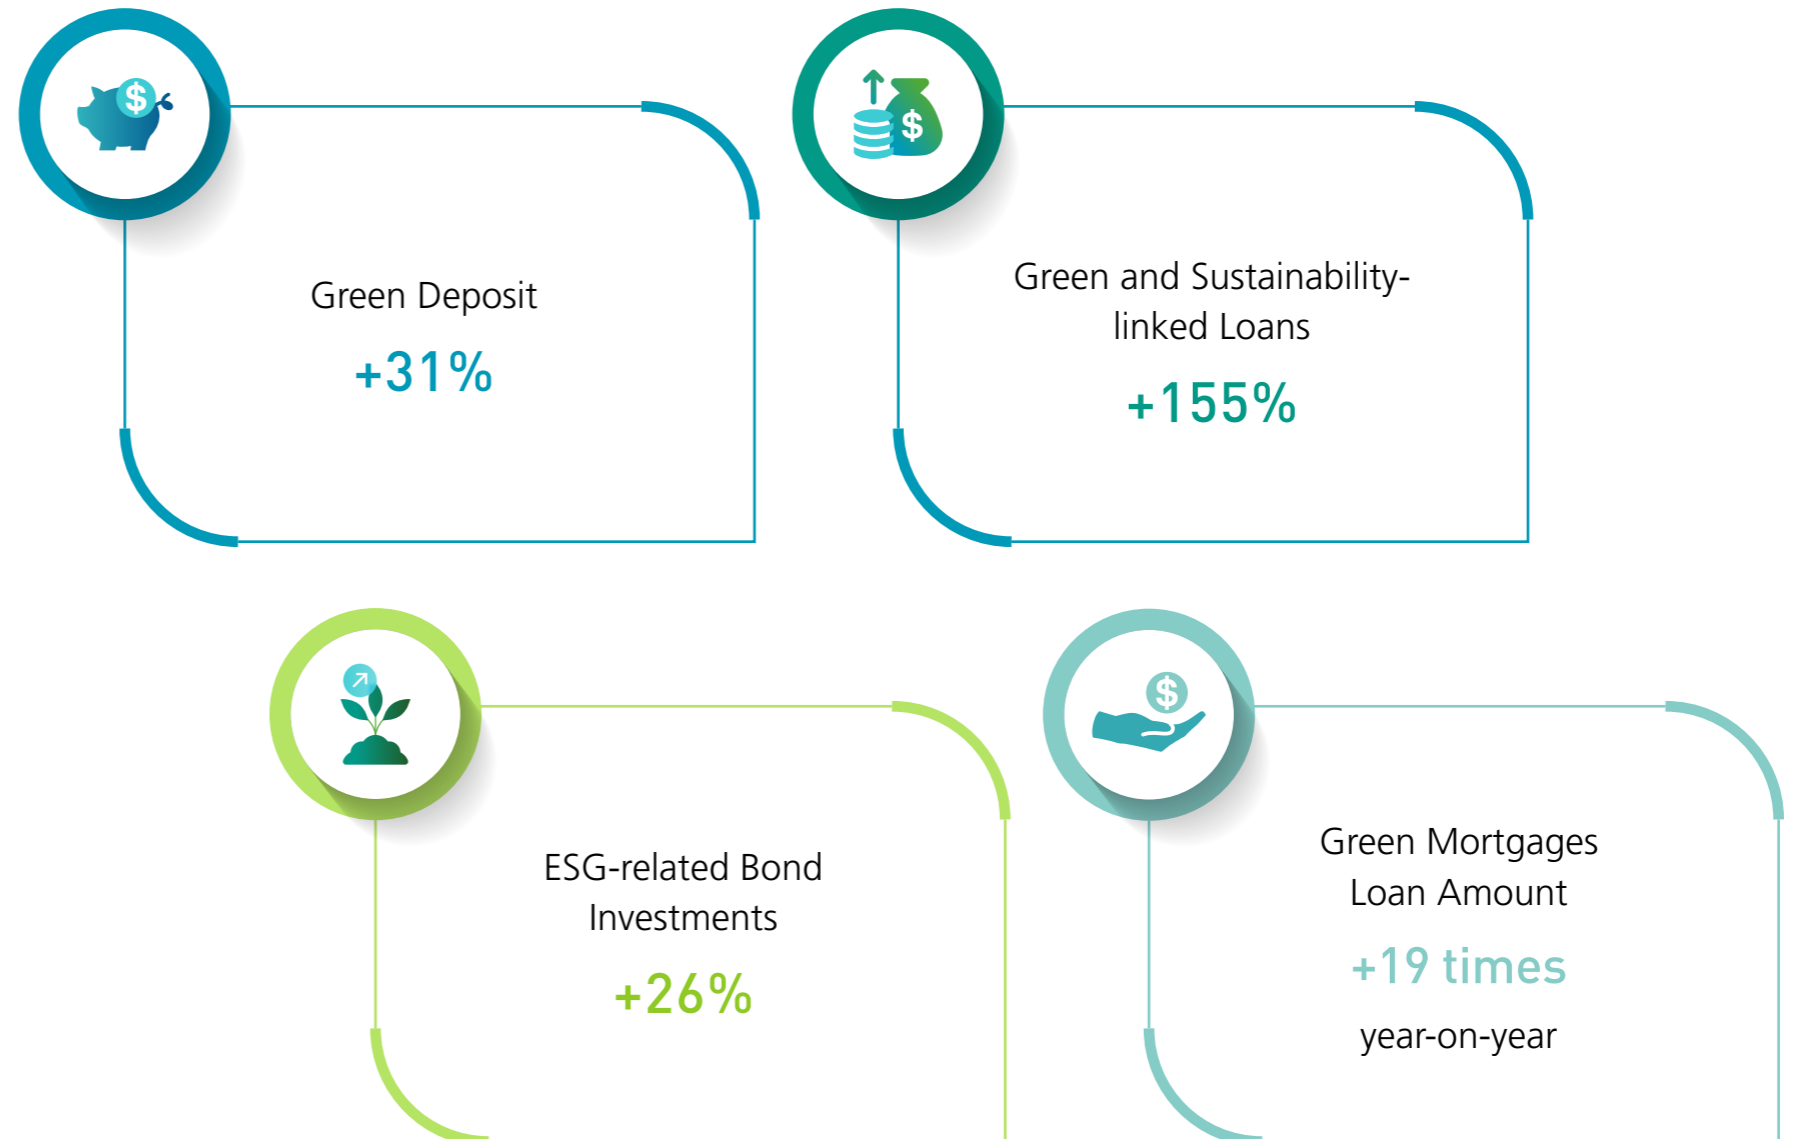 $
Green Deposit
+31%
$
Green and Sustainability-
linked Loans
+155%
ESG-related Bond
Investments
+26%
$
Green Mortgages
Loan Amount
+19 times
year-on-year